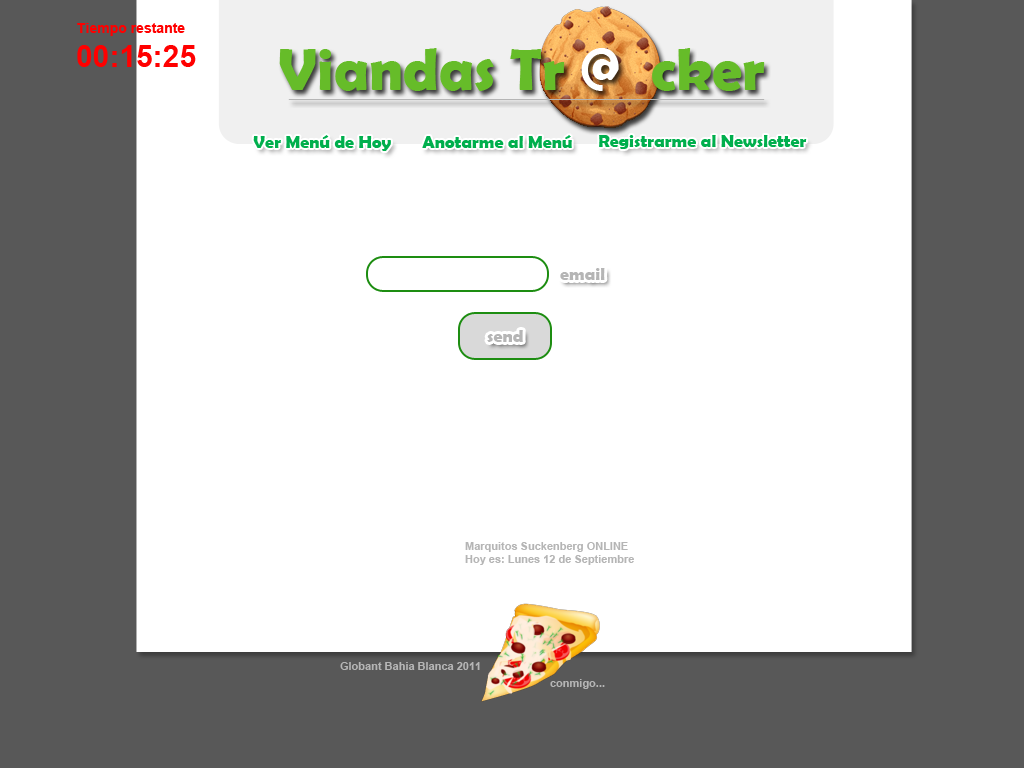 Tiempo restante
00:15:25
Viandas Tr@cker
Ver Menú de Hoy
Anotarme al Menú
Registrarme al Newsletter
email
send
Marquitos Suckenberg ONLINE
Hoy es: Lunes 12 de Septiembre
Globant Bahia Blanca 2011
conmigo...